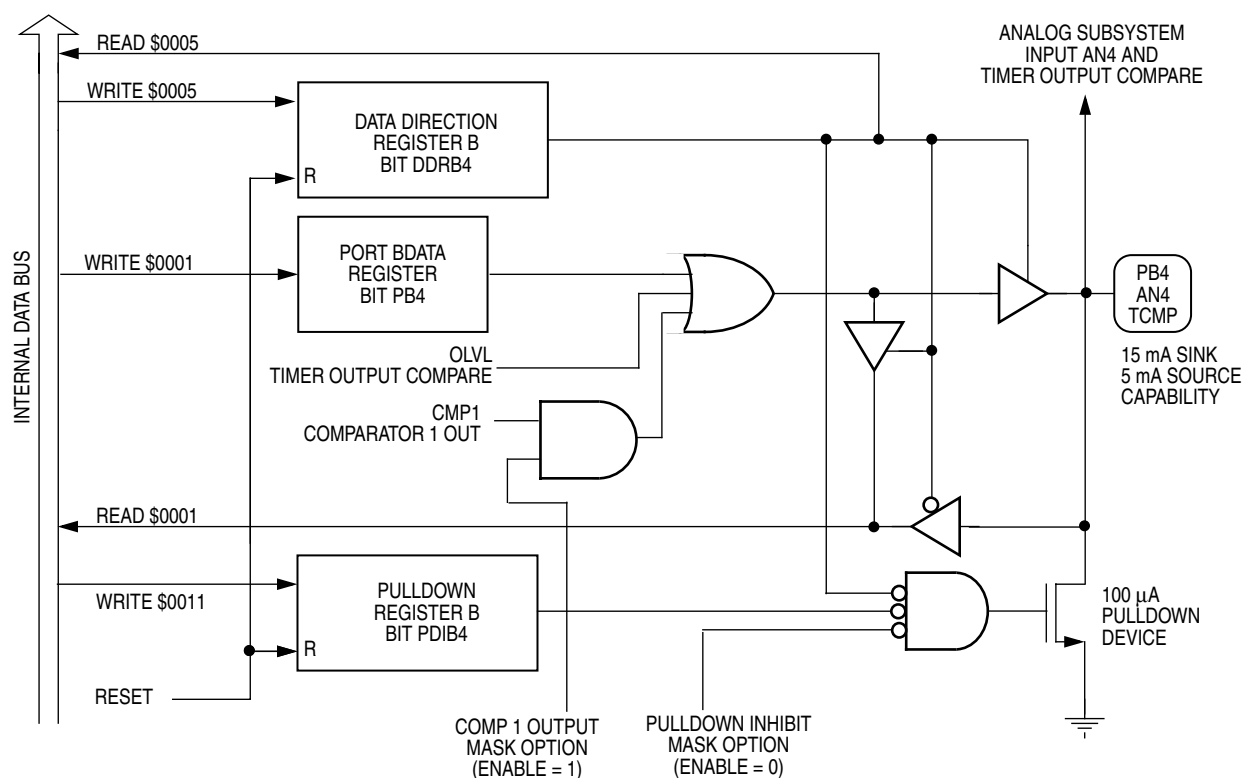 ANALOG SUBSYSTEM
INPUT AN4 AND
TIMER OUTPUT COMPARE
READ $0005
WRITE $0005
DATA DIRECTION
REGISTER B
BIT DDRB4
R
INTERNAL DATA BUS
WRITE $0001
PORT BDATA
REGISTER
BIT PB4
PB4
AN4
TCMP
15 mA SINK
5 mA SOURCE
CAPABILITY
OLVL
TIMER OUTPUT COMPARE
CMP1
COMPARATOR 1 OUT
READ $0001
WRITE $0011
PULLDOWN
REGISTER B
BIT PDIB4
R
100 µA
PULLDOWN
DEVICE
RESET
COMP 1 OUTPUT
MASK OPTION
(ENABLE = 1)
PULLDOWN INHIBIT
MASK OPTION
(ENABLE = 0)